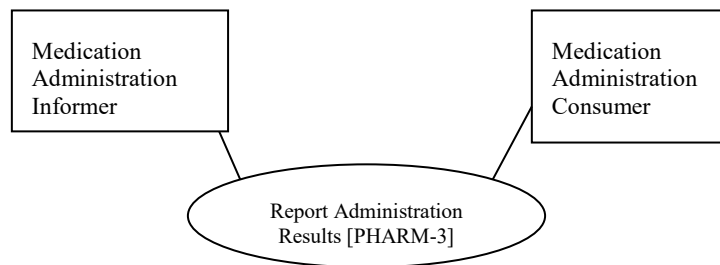 Medication
Administration
Informer
Medication
Administration
Consumer
Report Administration
Results [PHARM-3]